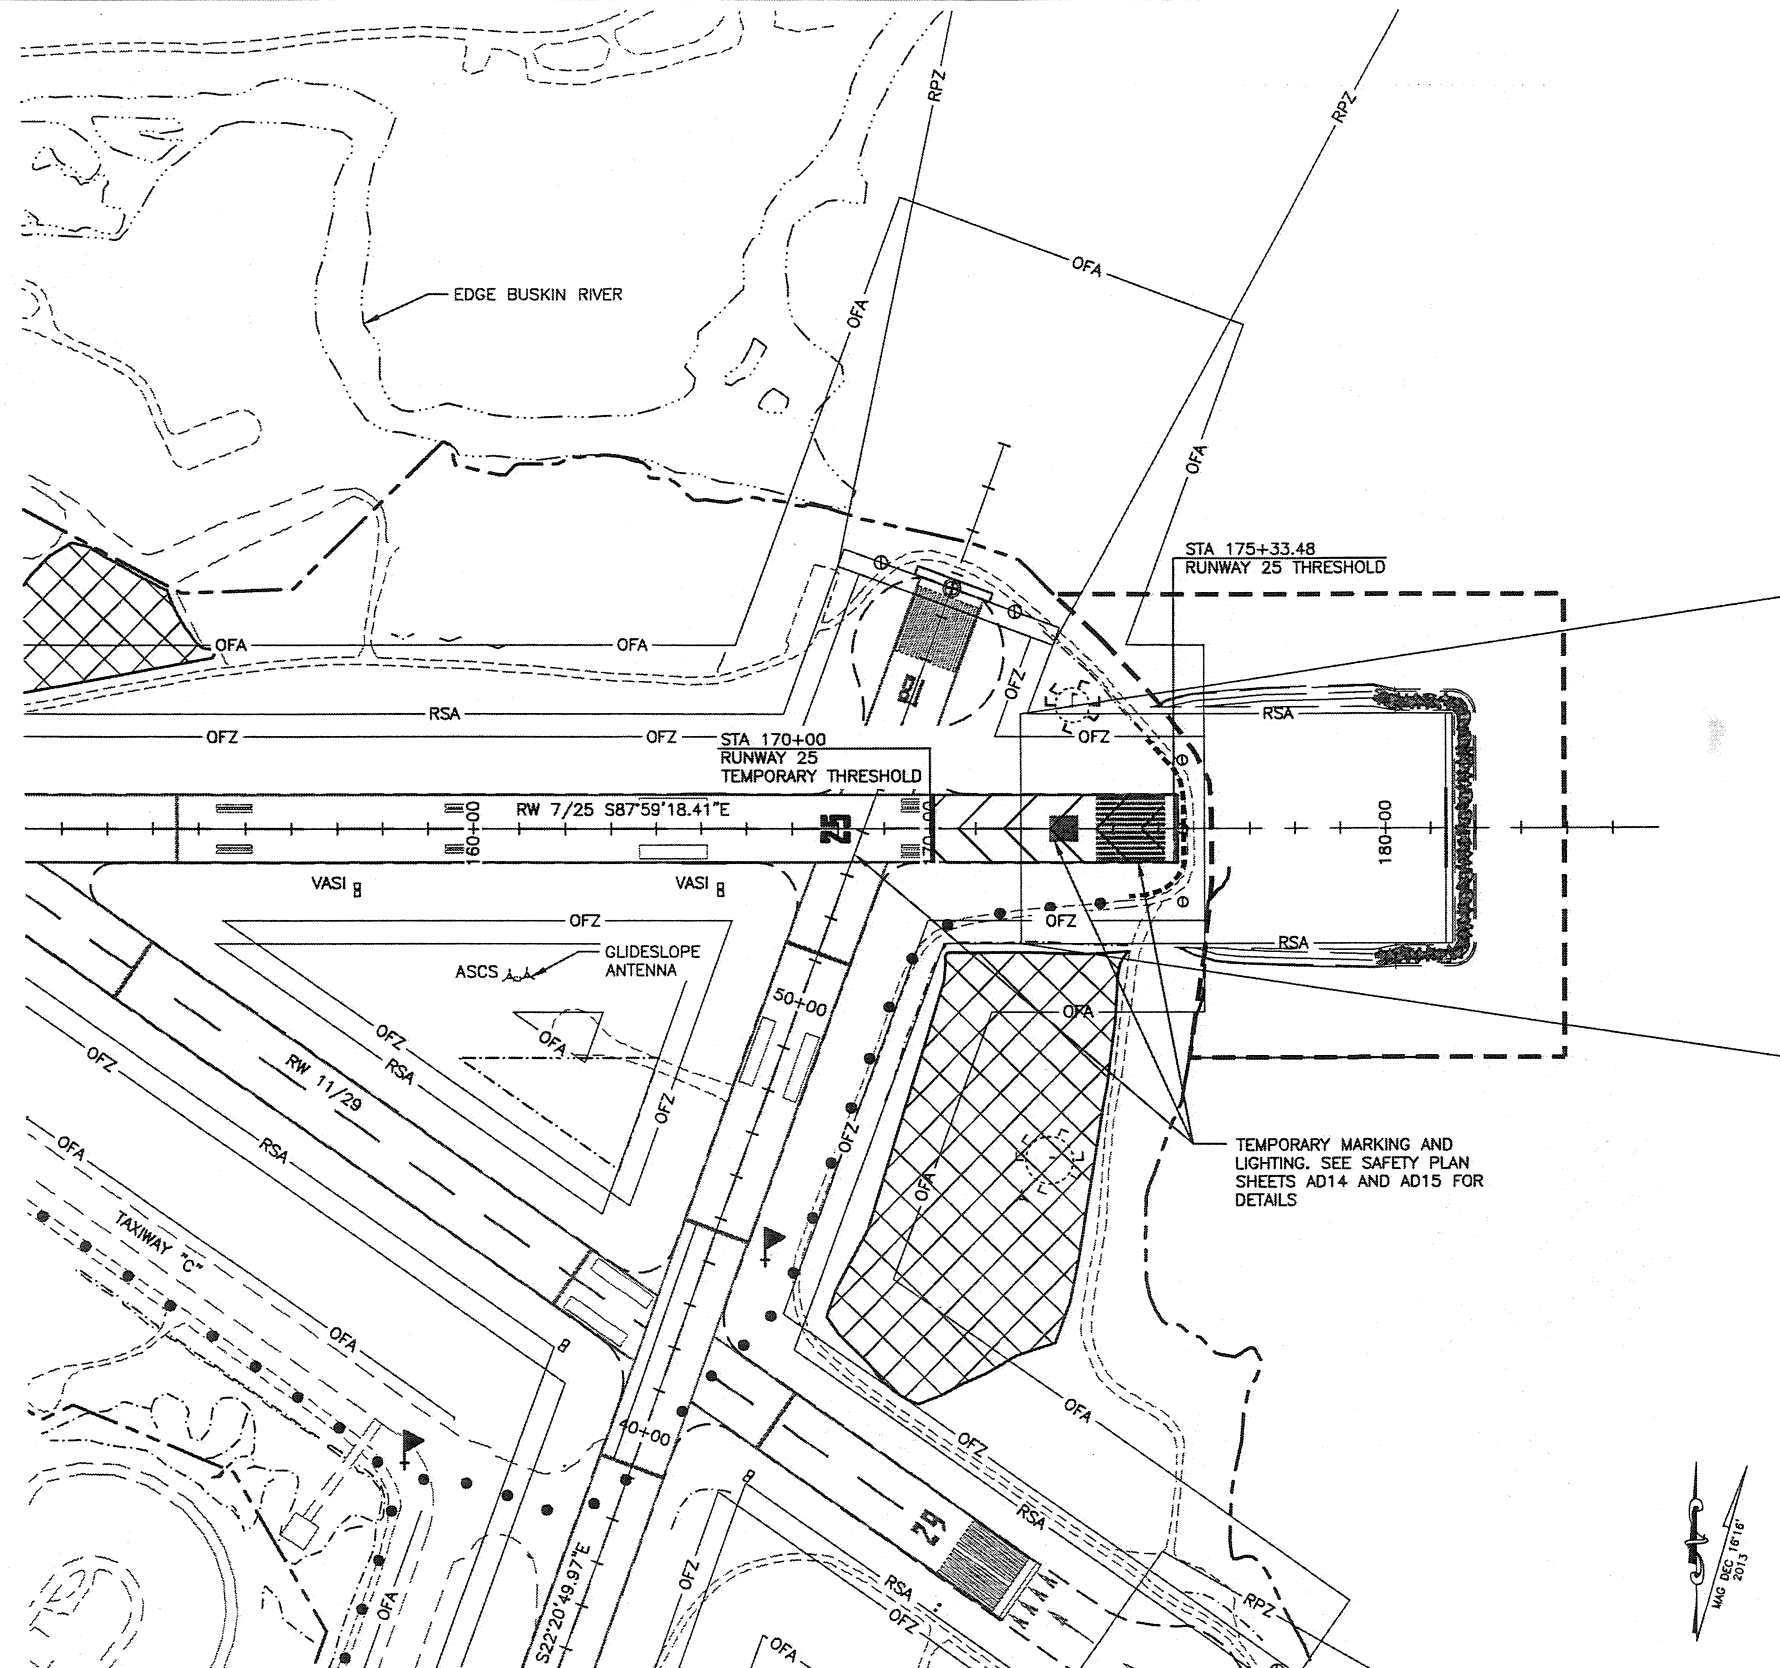 RPZ
RPZ
OFA
OFA
EDGE BUSKIN RIVER
OFA
STA 175+33.48
RUNWAY 25 THRESHOLD
OFA
OFA
OFZ
RSA
RSA
OFZ
OFZ
OFZ
STA 170+00
RUNWAY 25
TEMPORARY THRESHOLD
RW 7/25 S87°59'18.41"E
160+00
25
180+00
VASI
VASI
OFZ
OFZ
RSA
GLIDESLOPE
ANTENNA
ASCS
50+00
OFA
OFZ
OFA
OFZ
RSA
RW 11/29
OFZ
OFZ
TEMPORARY MARKING AND
LIGHTING. SEE SAFETY PLAN
SHEETS AD14 AND AD15 FOR
DETAILS
OFA
RSA
OFA
TAXIWAY "C"
OFA
OFA
40+00
OFZ
29
RSA
S22°20'49.97"E
OFA
OFZ
RSA
OFZ
RPZ
OFA
MAG DEC 16°16'
2013